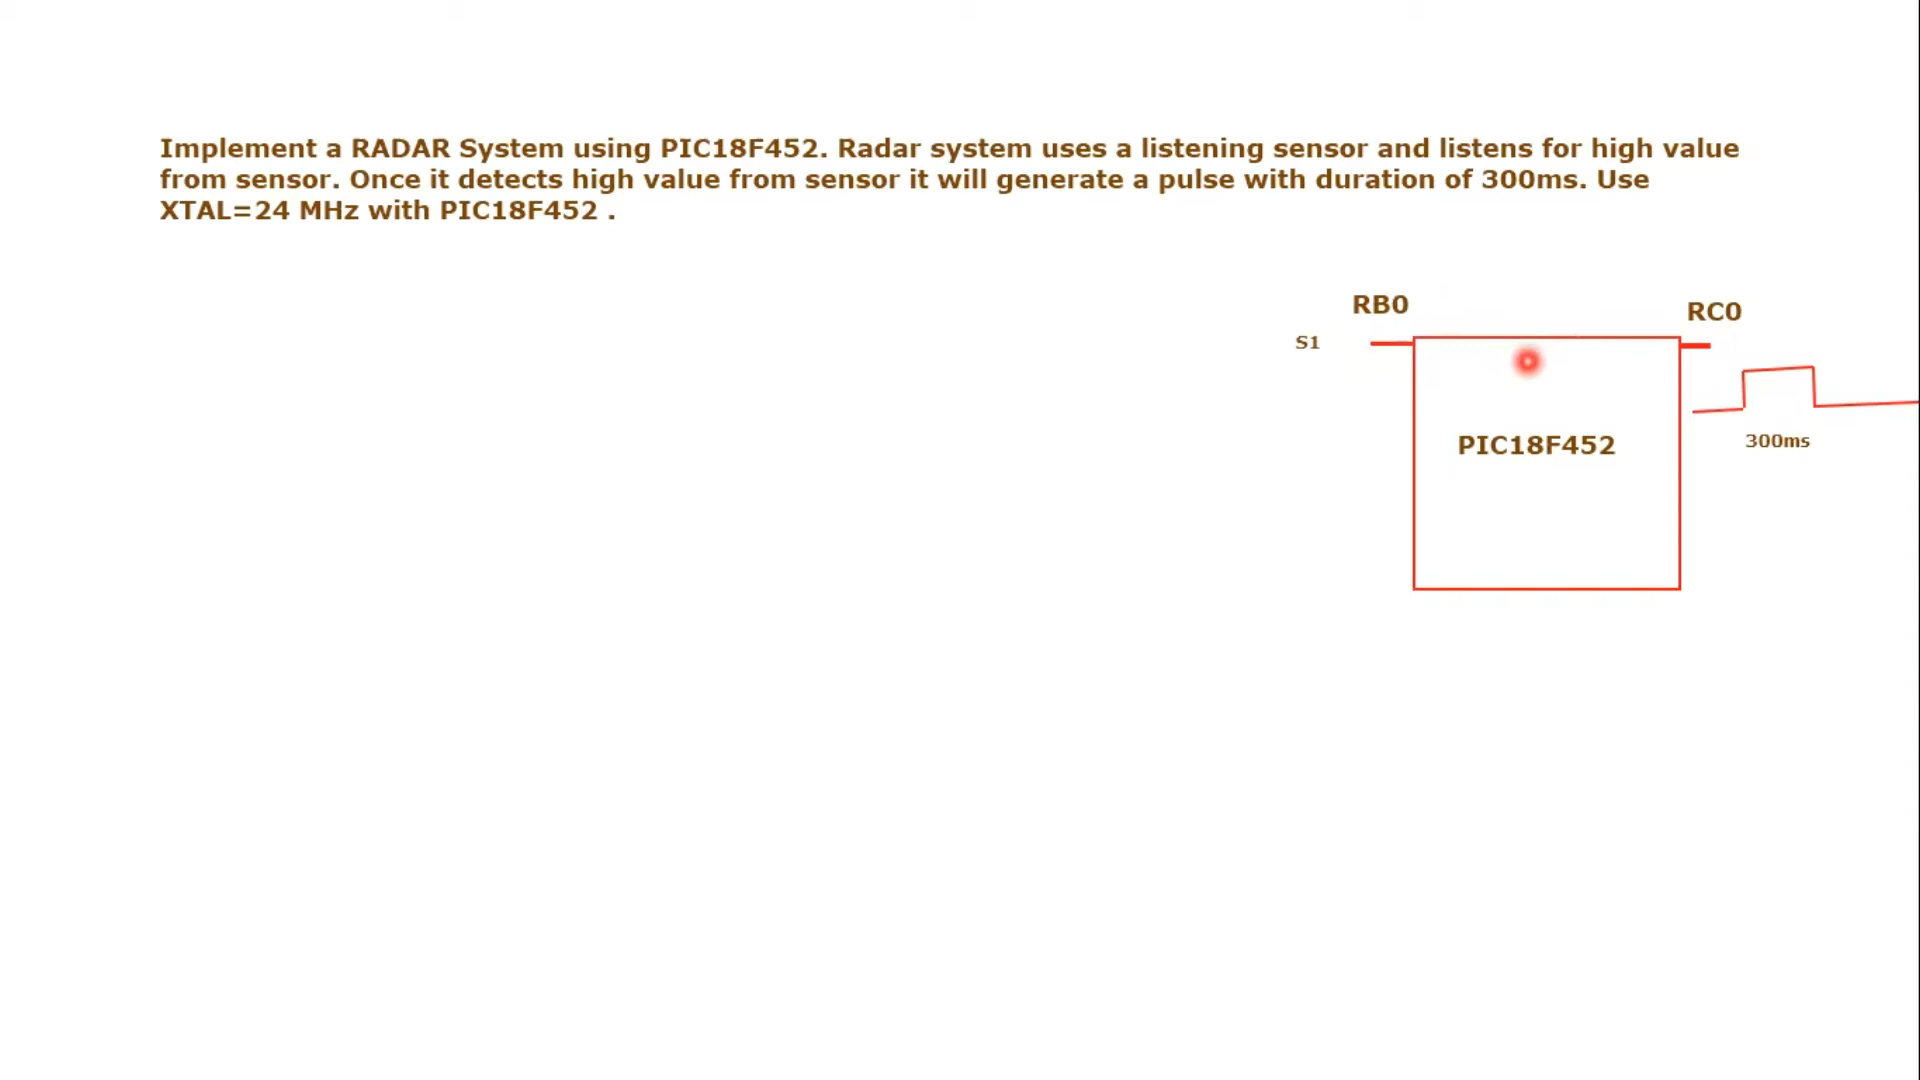 Implement a RADAR System using PIC18F452. Radar system uses a listening sensor and listens for high value
from sensor. Once it detects high value from sensor it will generate a pulse with duration of 300ms. Use
XTAL=24 MHz with PIC18F452 .
RB0
RC0
S1
PIC18F452
300ms